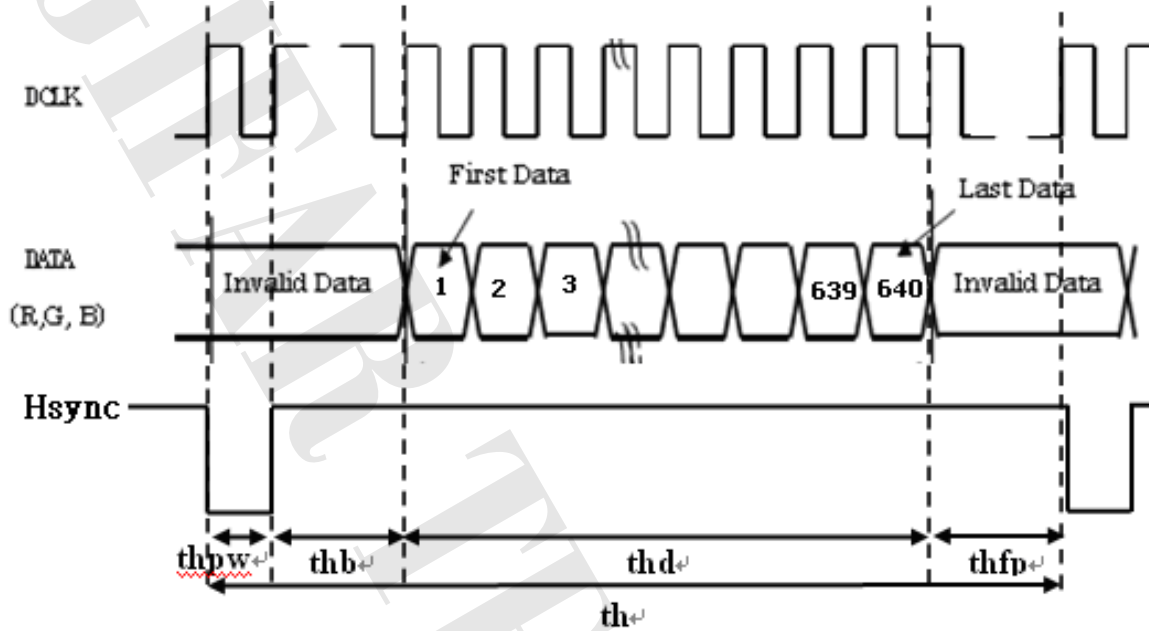 DCLK
First Data
Last Data
DATA
(R,G, B)
Invalid Data
1
2
3
639
640
Invalid Data
Hsync
thpw↵
thb↵
thd↵
thfp↵
th↵